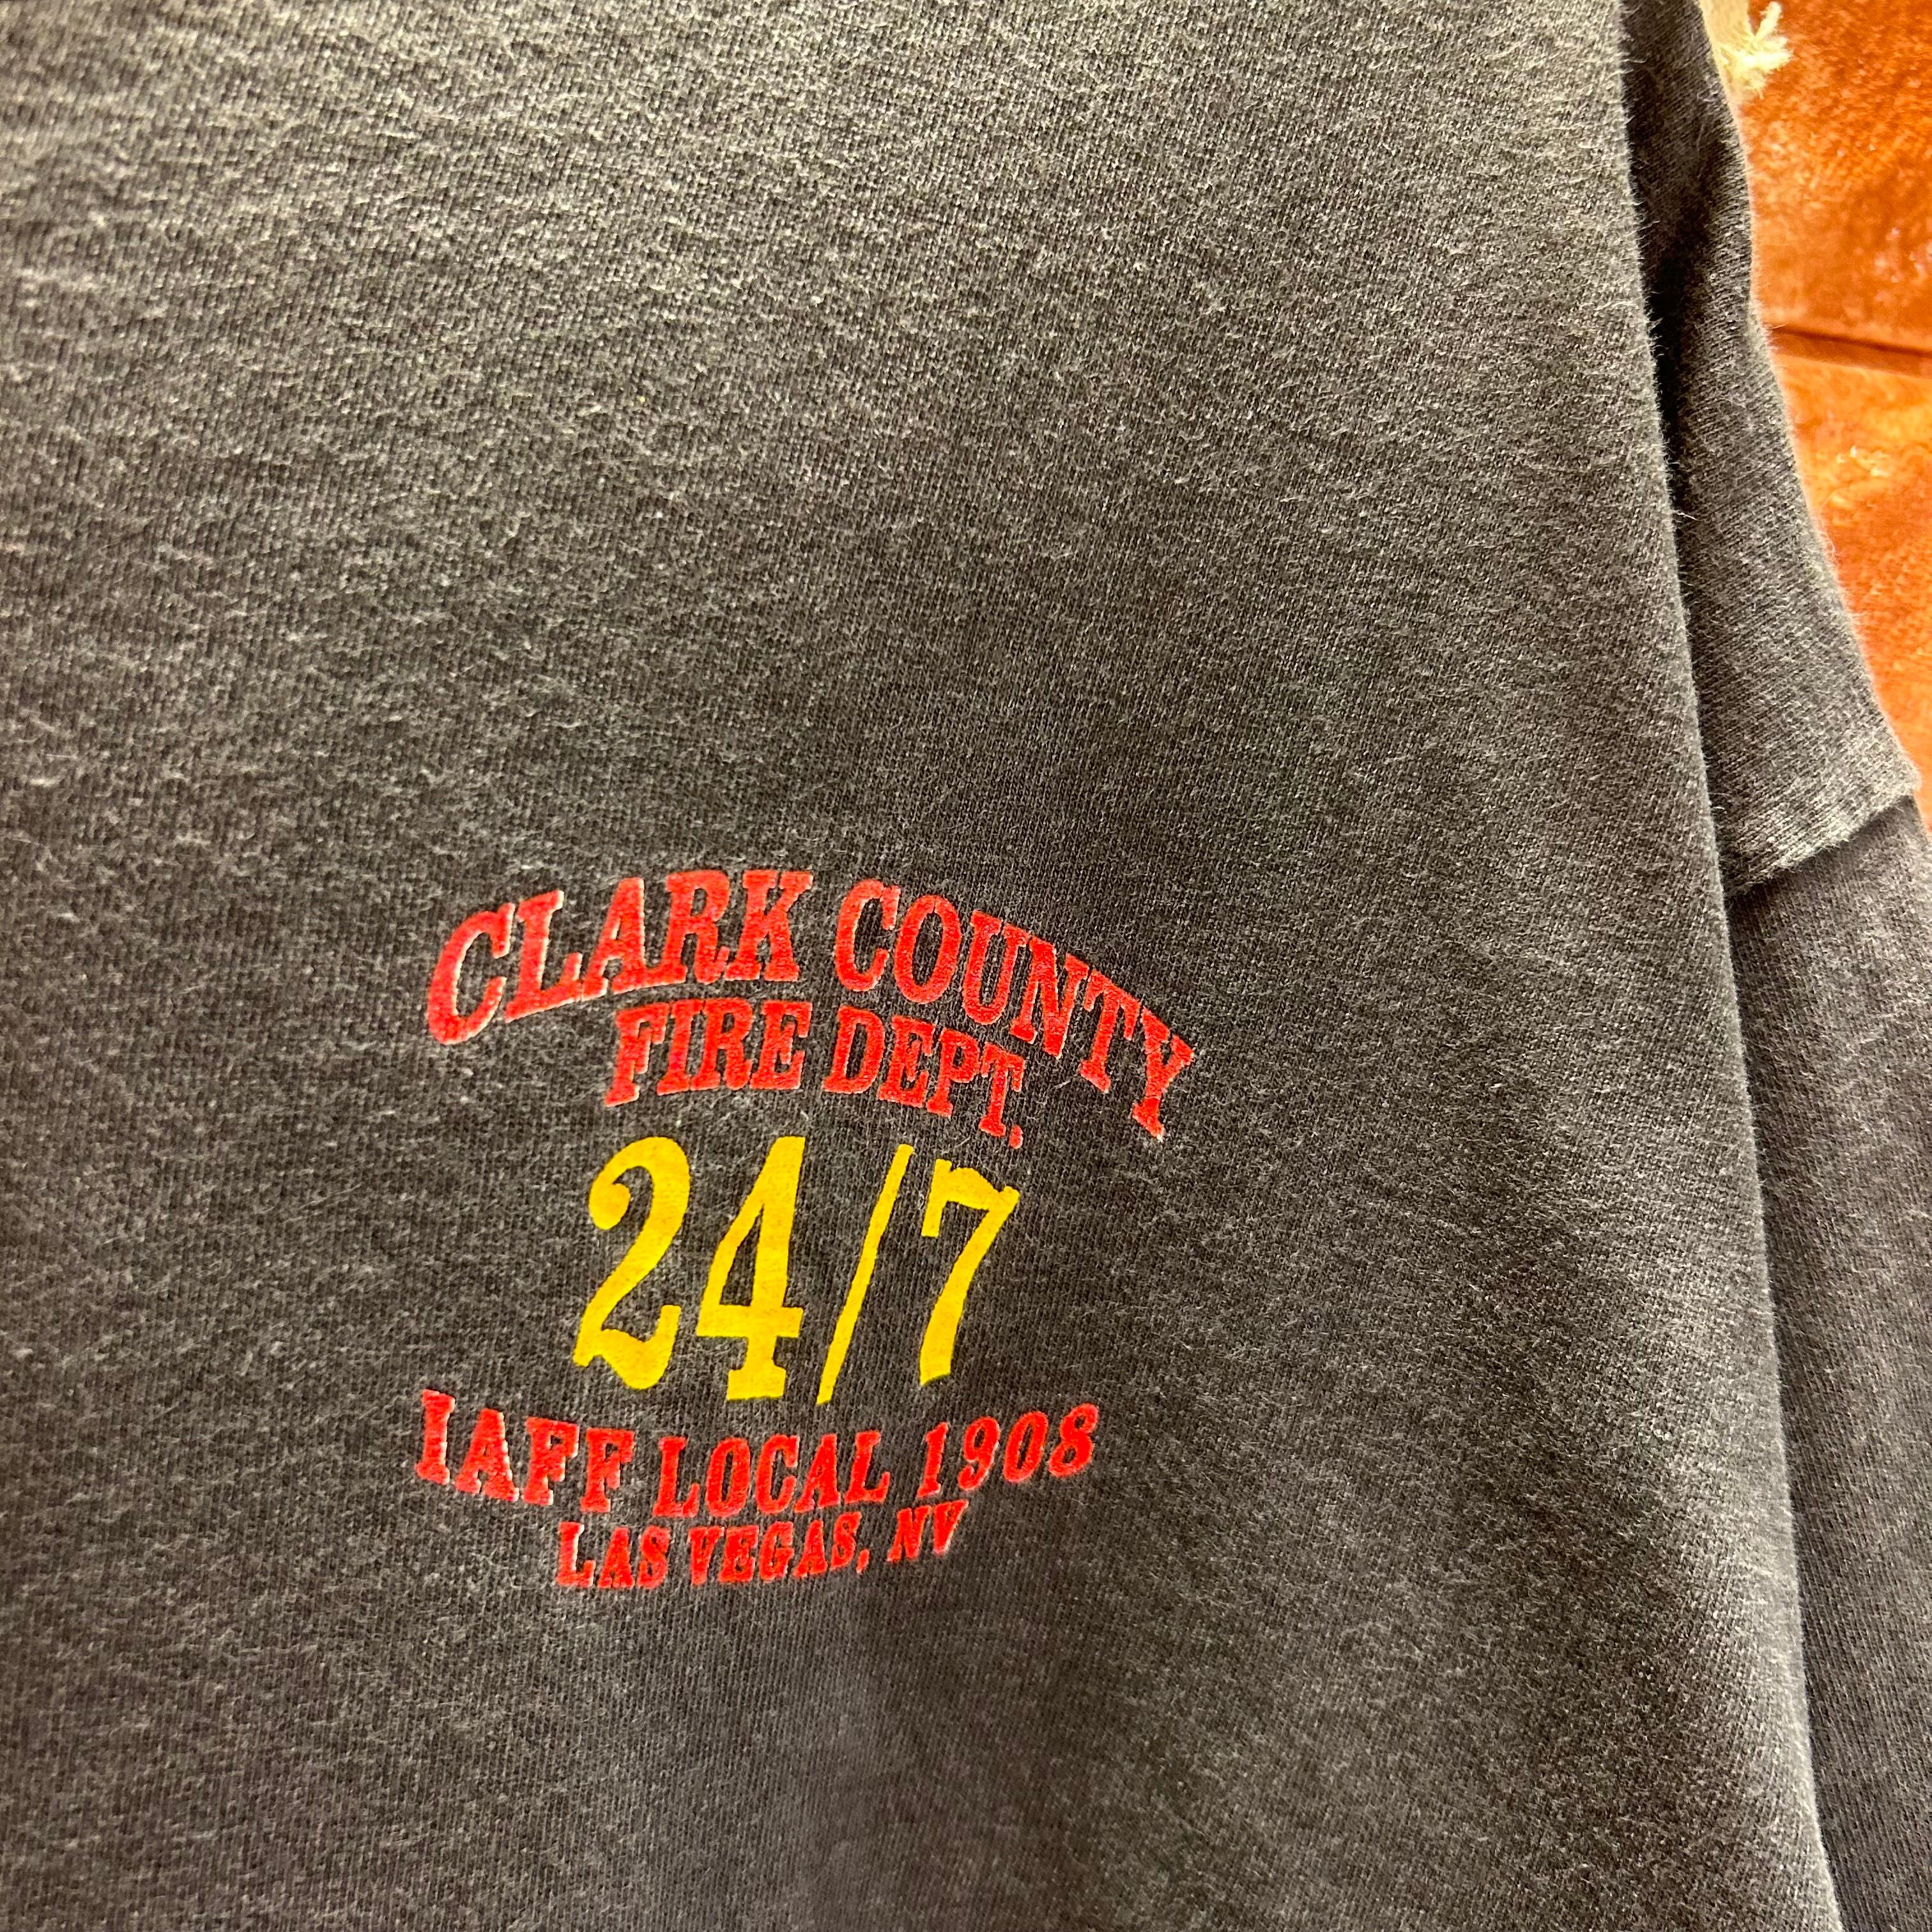 CLARK COUNTY
FIRE DEPT.
24/7
IAFF LOCAL 1908
LAS VEGAS, NV